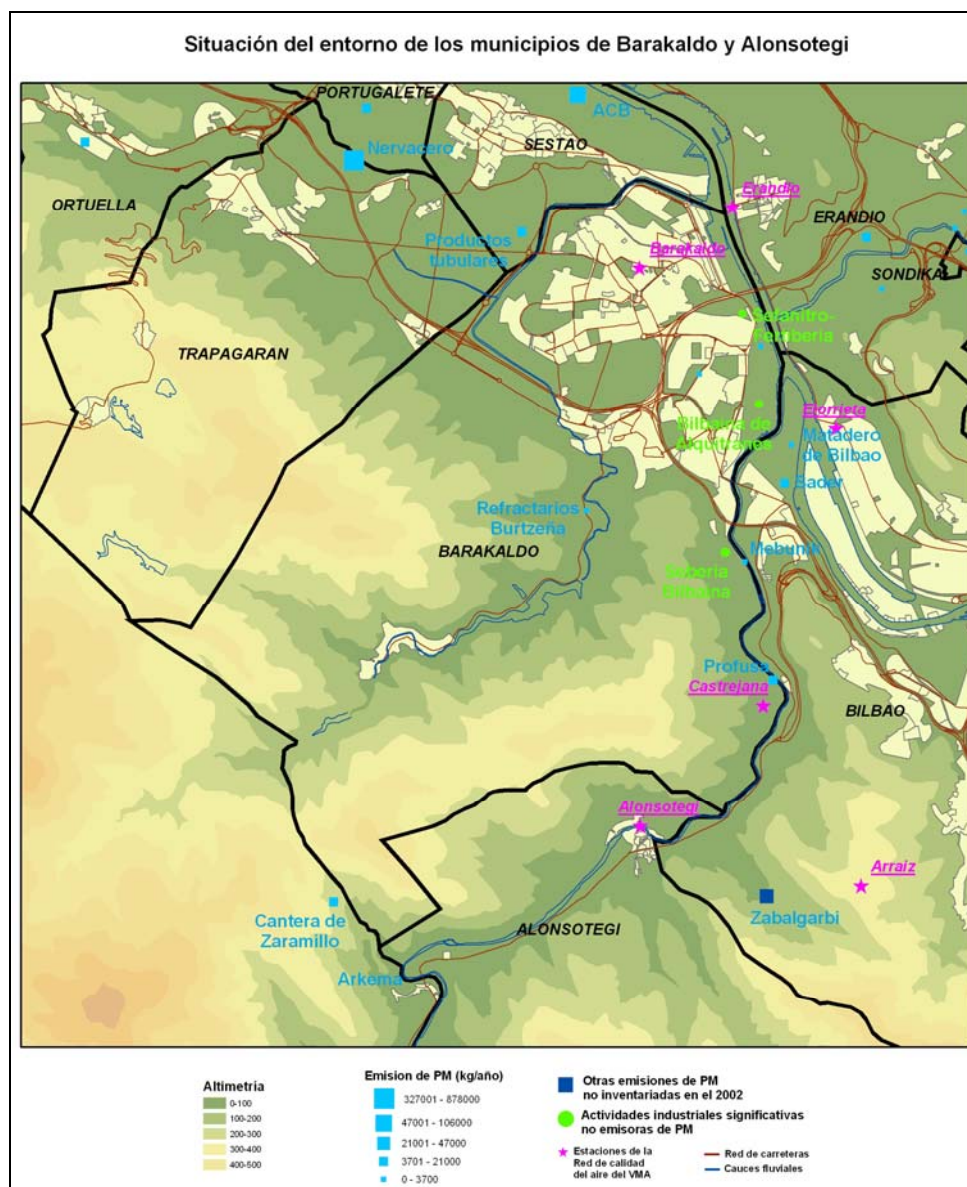 Situación del entorno de los municipios de Barakaldo y Alonsotegi
PORTUGALETE
ACB
Nervacero
SESTAO
ORTUELLA
Erandio
ERANDIO
Productos
tubulares
Barakaldo
SONDIKA
Sefanitro-
Fertiberia
TRAPAGARAN
Elorrieta
Bilbaina de
Alquitranes
Matadero
de Bilbao
Sader
Refractarios
Burtzeña
BARAKALDO
Mebunik
Bilbaina
Profusa
Castrejana
BILBAO
Alonsotegi
Arraiz
Cantera de
Zaramillo
Zabalgarbi
ALONSOTEGI
Arkema
Altimetria
0-100
100-200
200-300
300-400
400-500
Emision de PM (kg/año)
327001 - 878000
47001 - 106000
21001 - 47000
3701 - 21000
0 - 3700
Otras emisiones de PM
no inventariadas en el 2002
Actividades industriales significativas
no emisoras de PM
Estaciones de la
Red de calidad
del aire del VMA
Red de carreteras
Cauces fluviales